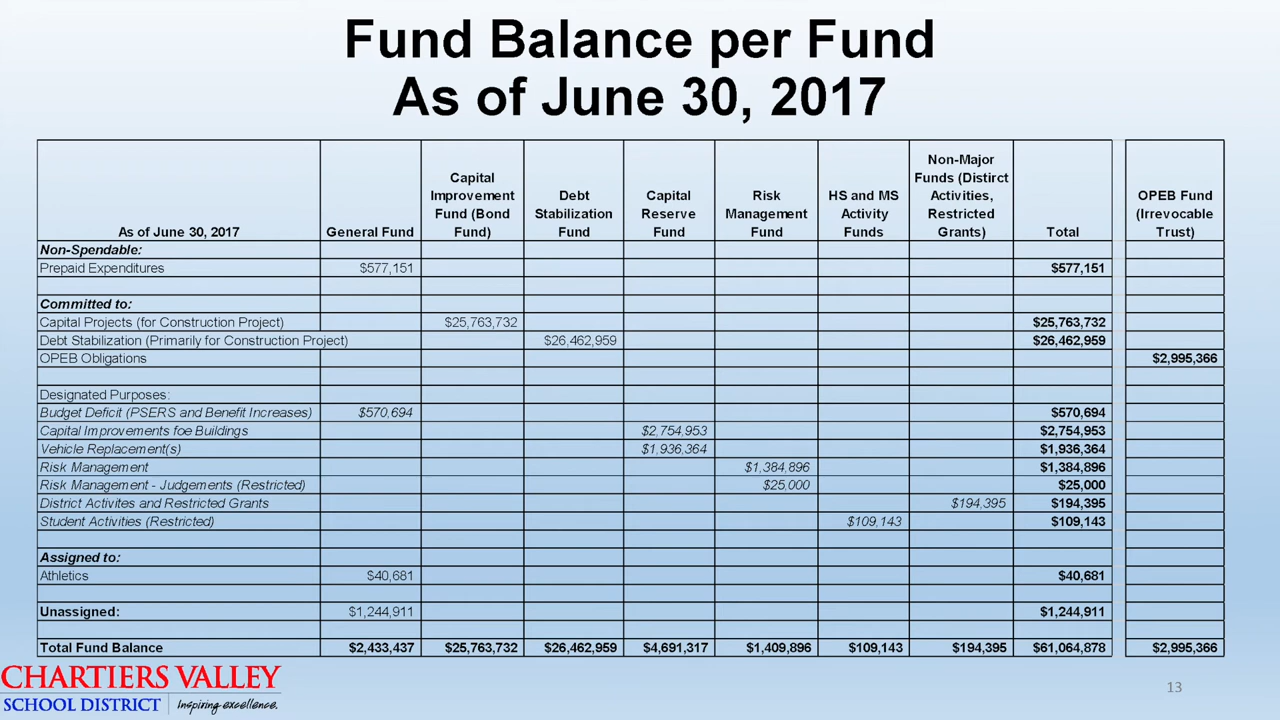 Fund Balance per Fund
As of June 30, 2017
As of June 30, 2017 General Fund Capital Improvement Fund (Bond Fund) Debt Stabilization Fund Capital Reserve Fund Risk Management Fund HS and MS Activity Funds Non-Major Funds (Distirct Activities, Restricted Grants) Total OPEB Fund (Irrevocable Trust)
Non-Spendable:
Prepaid Expenditures $577,151 $577,151
Committed to:
Capital Projects (for Construction Project) $25,763,732 $25,763,732
Debt Stabilization (Primarily for Construction Project) $26,462,959 $26,462,959
OPEB Obligations $2,995,366
Designated Purposes:
Budget Deficit (PSERS and Benefit Increases) $570,694 $570,694
Capital Improvements foe Buildings $2,754,953 $2,754,953
Vehicle Replacement(s) $1,936,364 $1,936,364
Risk Management $1,384,896 $1,384,896
Risk Management - Judgements (Restricted) $25,000 $25,000
District Activites and Restricted Grants $194,395 $194,395
Student Activities (Restricted) $109,143 $109,143
Assigned to:
Athletics $40,681 $40,681
Unassigned: $1,244,911 $1,244,911
Total Fund Balance $2,433,437 $25,763,732 $26,462,959 $4,691,317 $1,409,896 $109,143 $194,395 $61,064,878 $2,995,366
CHARTIERS VALLEY
SCHOOL DISTRICT Inspiring excellence.
13